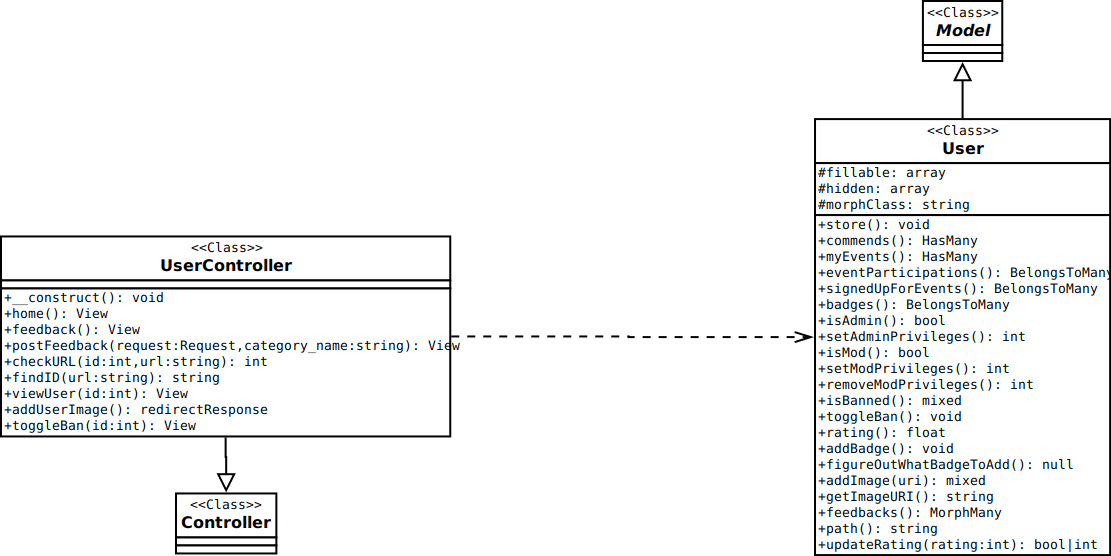 <<Class>>
Model
<<Class>>
User
#fillable: array
#hidden: array
#morphClass: string
+store(): void
+commends(): HasMany
+myEvents(): HasMany
+eventParticipations(): BelongsToMany
+signedUpForEvents(): BelongsToMany
+badges(): BelongsToMany
+isAdmin(): bool
+setAdminPrivileges(): int
+isMod(): bool
+setModPrivileges(): int
+removeModPrivileges(): int
+isBanned(): mixed
+toggleBan(): void
+rating(): float
+addBadge(): void
+figureOutWhatBadgeToAdd(): null
+addImage(uri): mixed
+getImageURI(): string
+feedbacks(): MorphMany
+path(): string
+updateRating(rating:int): bool|int
<<Class>>
UserController
+__construct(): void
+home(): View
+feedback(): View
+postFeedback(request:Request,category_name:string): View
+checkURL(id:int,url:string): int
+findID(url:string): string
+viewUser(id:int): View
+addUserImage(): redirectResponse
+toggleBan(id:int): View
<<Class>>
Controller